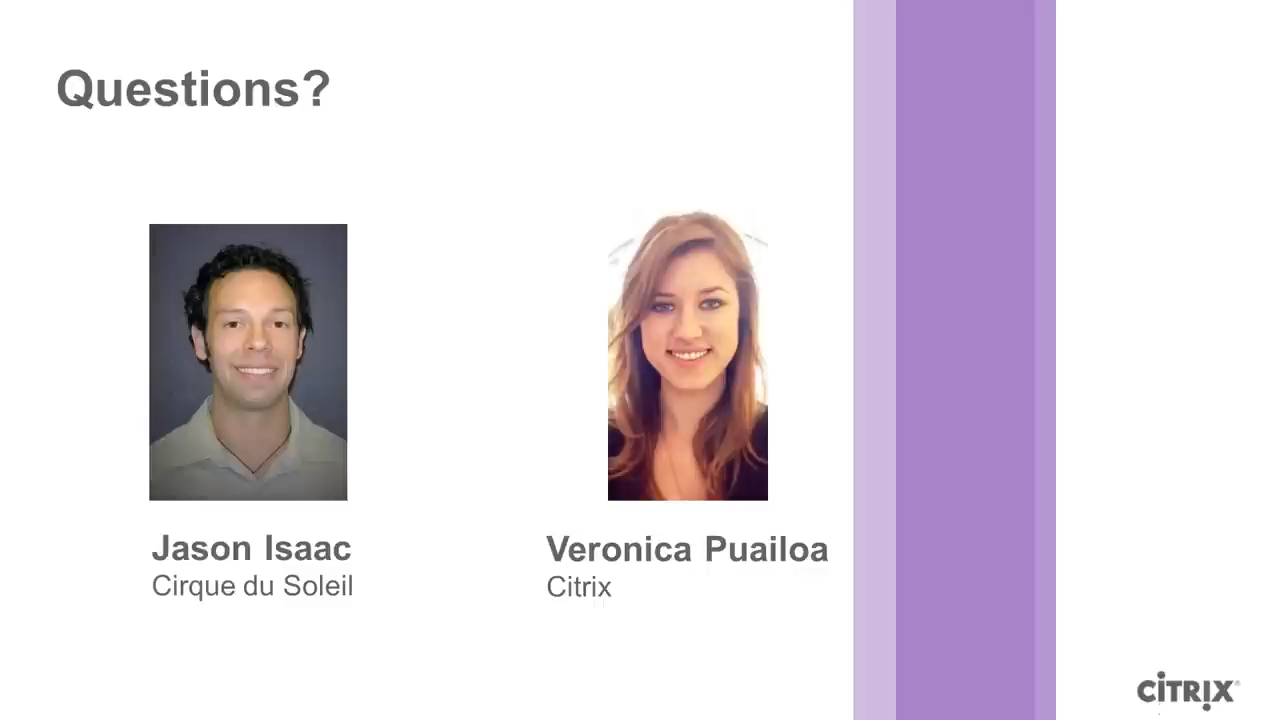 Questions?
Jason Isaac
Cirque du Soleil
Veronica Puailoa
Citrix
CITRIX®